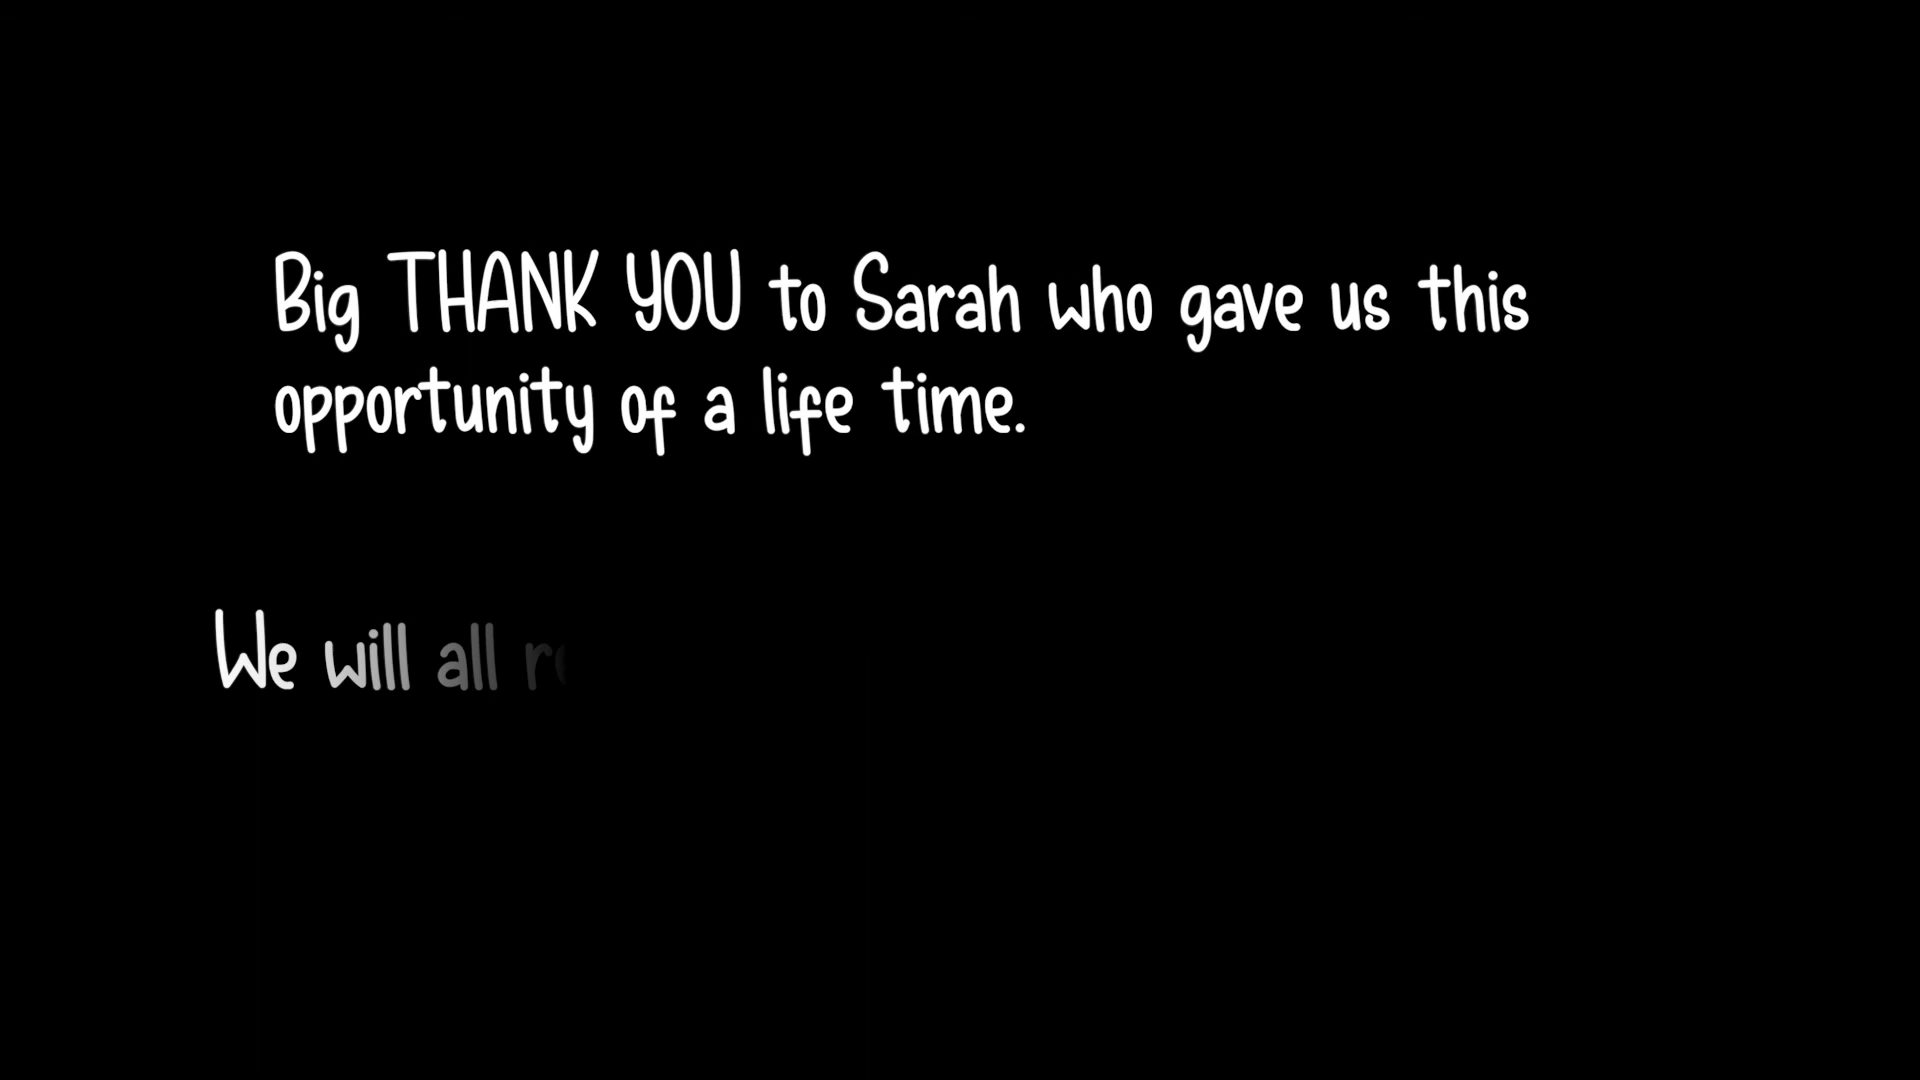 Big THANK YOU to Sarah who gave us this
opportunity of a life time.
We will all